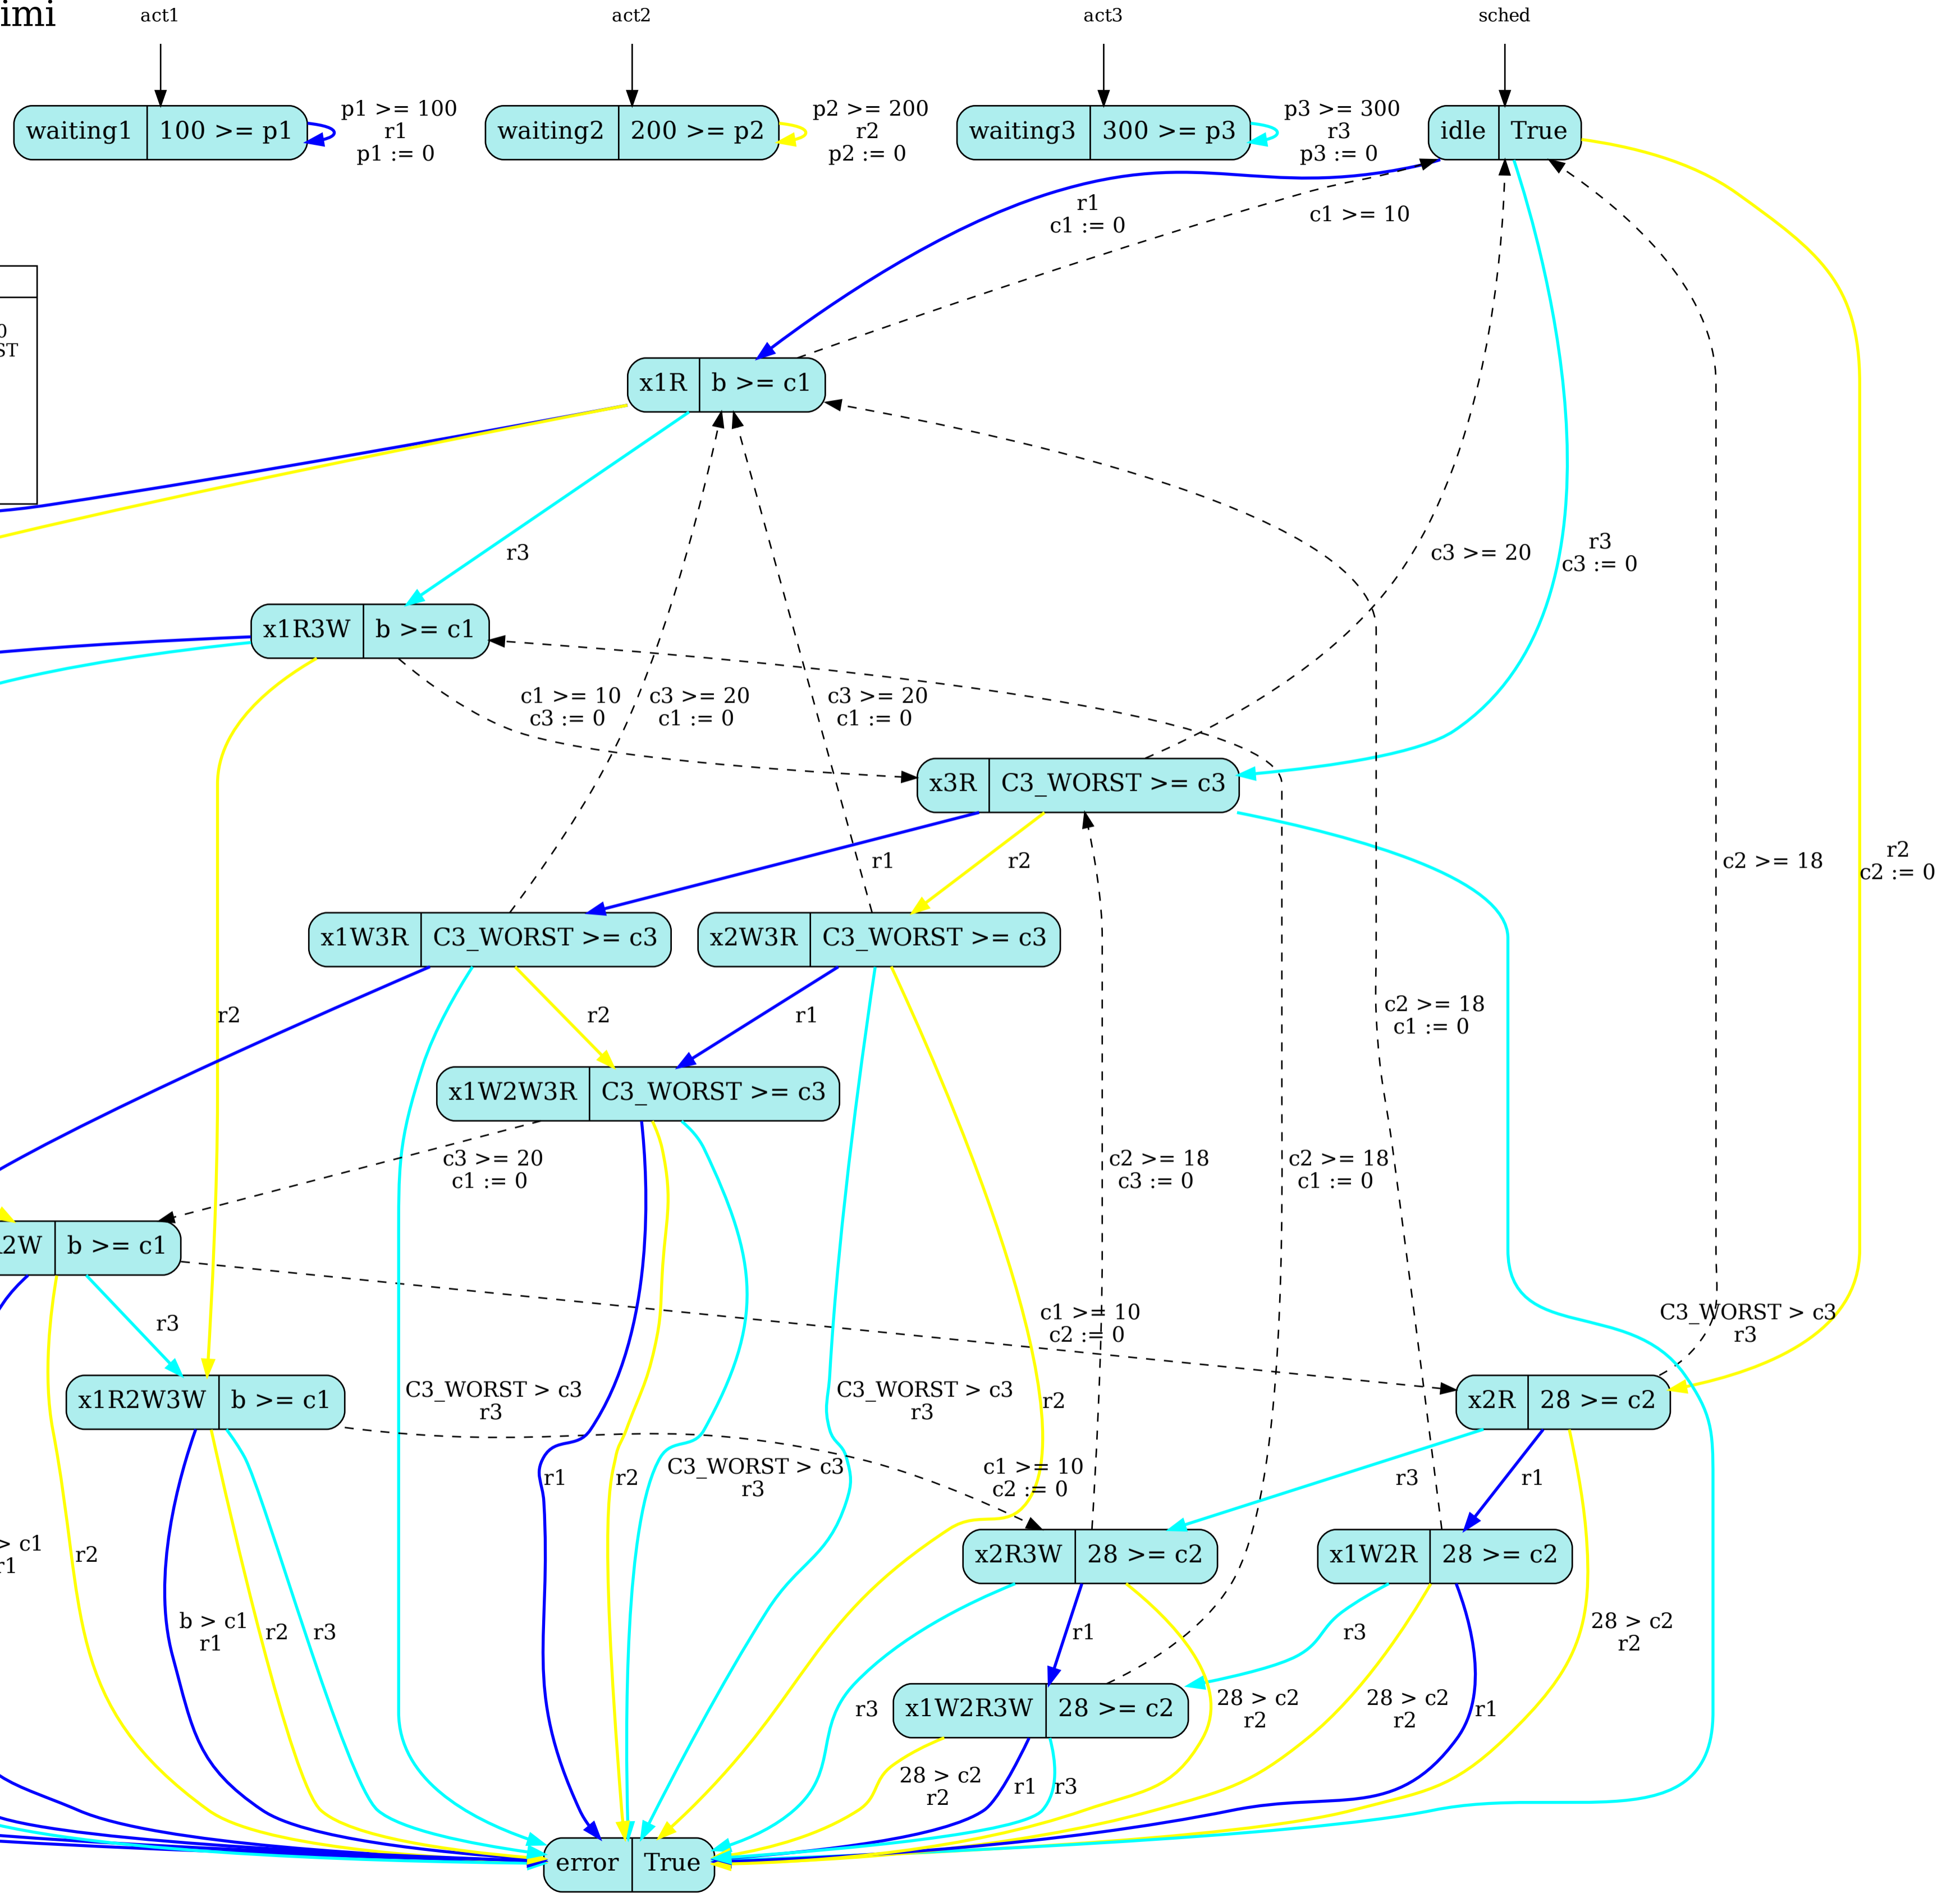 imi
act1
act2
act3
sched
waiting1
100 >= p1
p1 >= 100
r1
p1 := 0
waiting2
200 >= p2
p2 >= 200
r2
p2 := 0
waiting3
300 >= p3
p3 >= 300
r3
p3 := 0
idle
True
r1
c1 := 0
c1 >= 10
0
ST
x1R
b >= c1
r3
c3 >= 20
r3
c3 := 0
x1R3W
b >= c1
c1 >= 10
c3 := 0
c3 >= 20
c1 := 0
c3 >= 20
c1 := 0
x3R
C3_WORST >= c3
r1
r2
c2 >= 18
r2
c2 := 0
x1W3R
C3_WORST >= c3
x2W3R
C3_WORST >= c3
r2
r2
r1
c2 >= 18
c1 := 0
x1W2W3R
C3_WORST >= c3
c3 >= 20
c1 := 0
c2 >= 18
c3 := 0
c2 >= 18
c1 := 0
2W
b >= c1
r3
c1 >= 10
c2 := 0
C3_WORST > c3
r3
x1R2W3W
b >= c1
C3_WORST > c3
r3
C3_WORST > c3
r3
r2
x2R
28 >= c2
r1
r2
C3_WORST > c3
r3
c1 >= 10
c2 := 0
r3
r1
> c1
r1
r2
x2R3W
28 >= c2
x1W2R
28 >= c2
b > c1
r1
r2
r3
r1
r3
28 > c2
r2
x1W2R3W
28 >= c2
r3
28 > c2
r2
28 > c2
r2
r1
28 > c2
r2
r1
r3
error
True